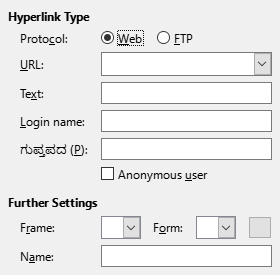 Hyperlink Type
Protocol: Web FTP
URL:
Text:
Login name:
ಗುಪ್ತಪದ (P):
Anonymous user
Further Settings
Frame: Form:
Name: